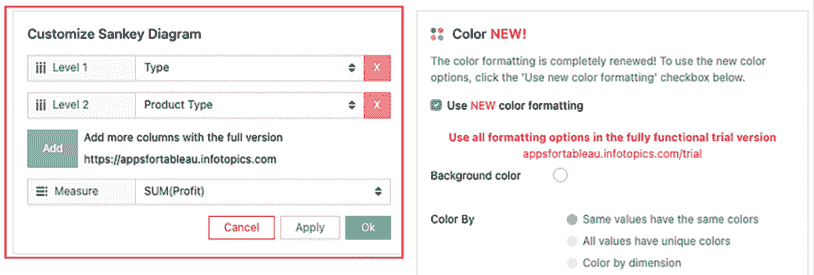 Customize Sankey Diagram
Level 1 Type X
Level 2 Product Type X
Add
Add more columns with the full version
https://appsfortableau.infotopics.com
Measure SUM(Profit)
Cancel Apply Ok
Color NEW!
The color formatting is completely renewed! To use the new color
options, click the 'Use new color formatting' checkbox below.
Use NEW color formatting
Use all formatting options in the fully functional trial version
appsfortableau.infotopics.com/trial
Background color
Color By
Same values have the same colors
All values have unique colors
Color by dimension